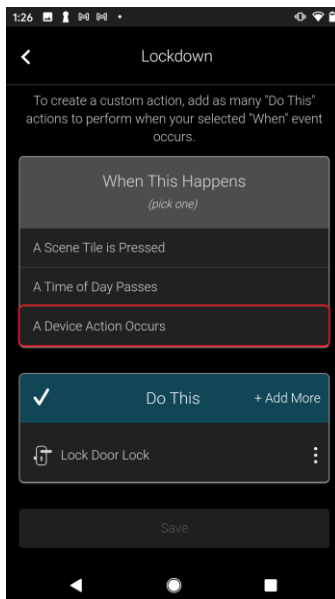 1:26
Lockdown
To create a custom action, add as many "Do This"
actions to perform when your selected "When" event
occurs.
When This Happens
(pick one)
A Scene Tile is Pressed
A Time of Day Passes
A Device Action Occurs
Do This
+ Add More
Lock Door Lock
Save